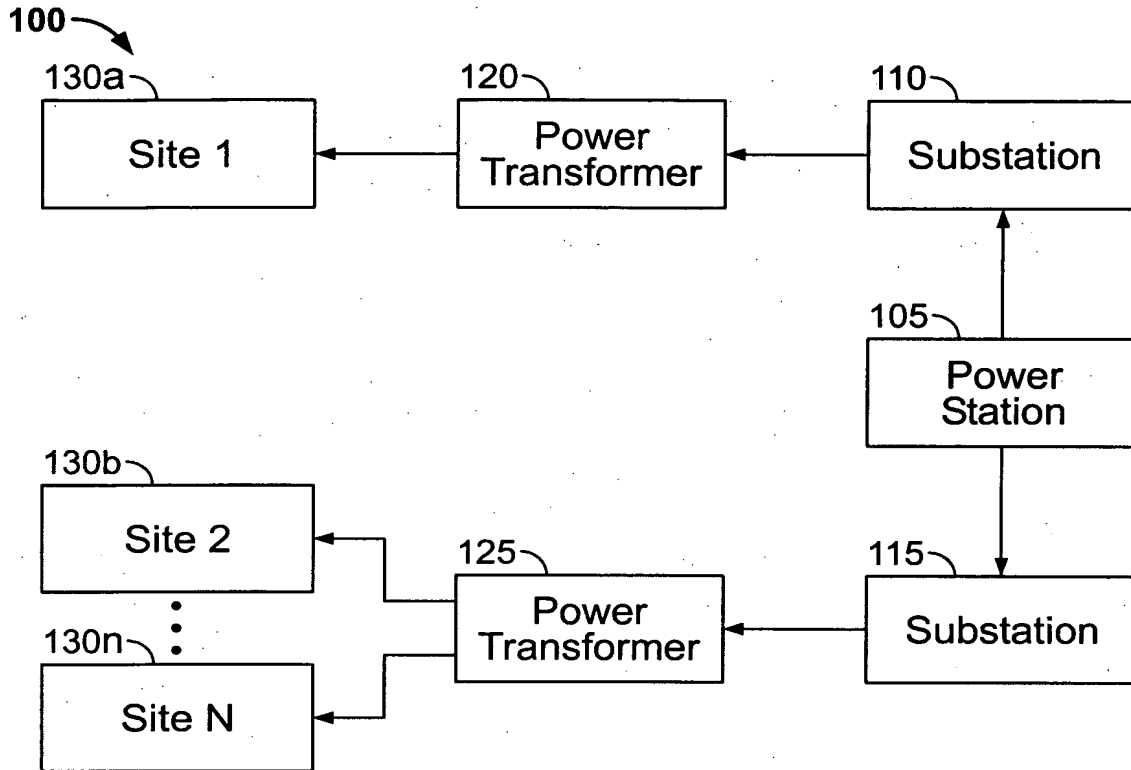 100
130a
Site 1
120
Power
Transformer
110
Substation
105
Power
Station
130b
Site 2
125
Power
Transformer
115
Substation
130n
Site N